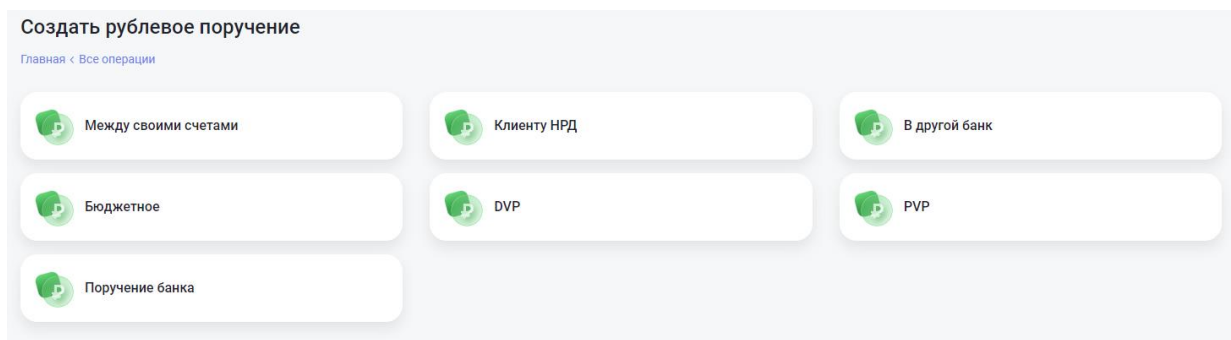 Создать рублевое поручение
Главная < Все операции
Между своими счетами
Клиенту НРД
В другой банк
Бюджетное
DVP
PVP
Поручение банка